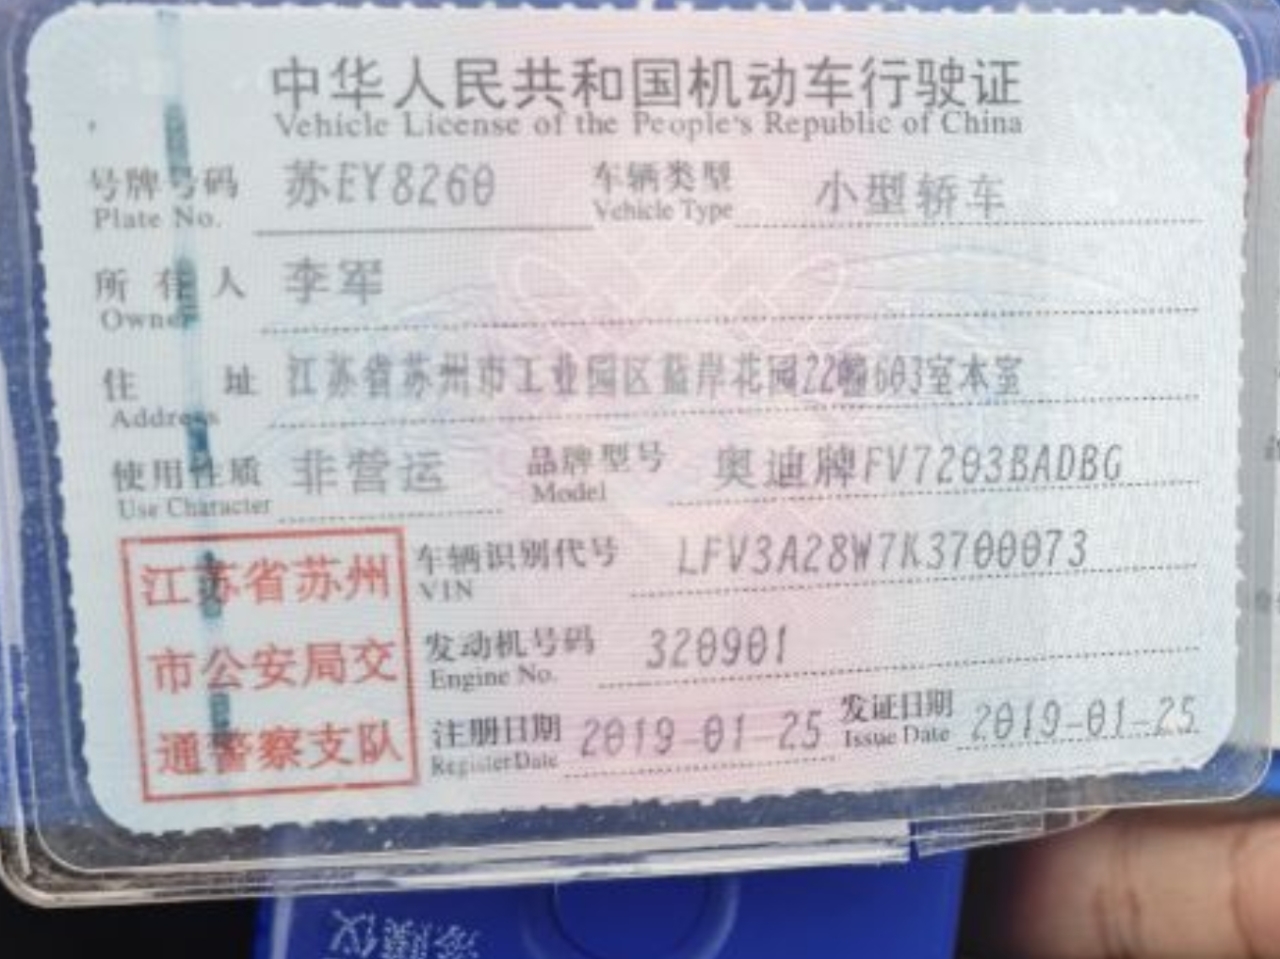 中华人民共和国机动车行驶证
Vehicle License of the People's Republic of China
号牌号码 苏EY8260 车辆类型 小型轿车
Plate No. Vehicle Type
所有人 李军
Owner
住址 江苏省苏州市工业园区蓝岸花园22幢603室本室
Address
使用性质 非营运 品牌型号 奥迪牌FV7203BADBG
Use Character Model
江苏省苏州
市公安局交
通警察支队
车辆识别代号 LFV3A28W7K3700073
VIN
发动机号码 320901
Engine No.
注册日期 2019-01-25 发证日期 2019-01-25
Register Date Issue Date